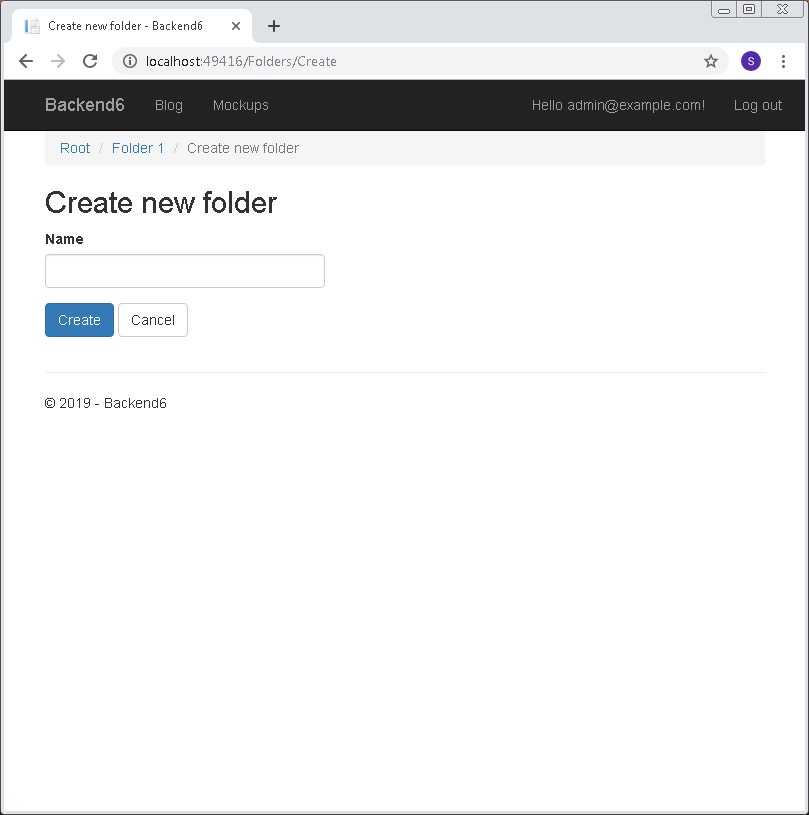 Create new folder - Backend6
localhost:49416/Folders/Create
S
Backend6 Blog Mockups Hello admin@example.com! Log out
Root / Folder 1 / Create new folder
Create new folder
Name
Create Cancel
© 2019 - Backend6